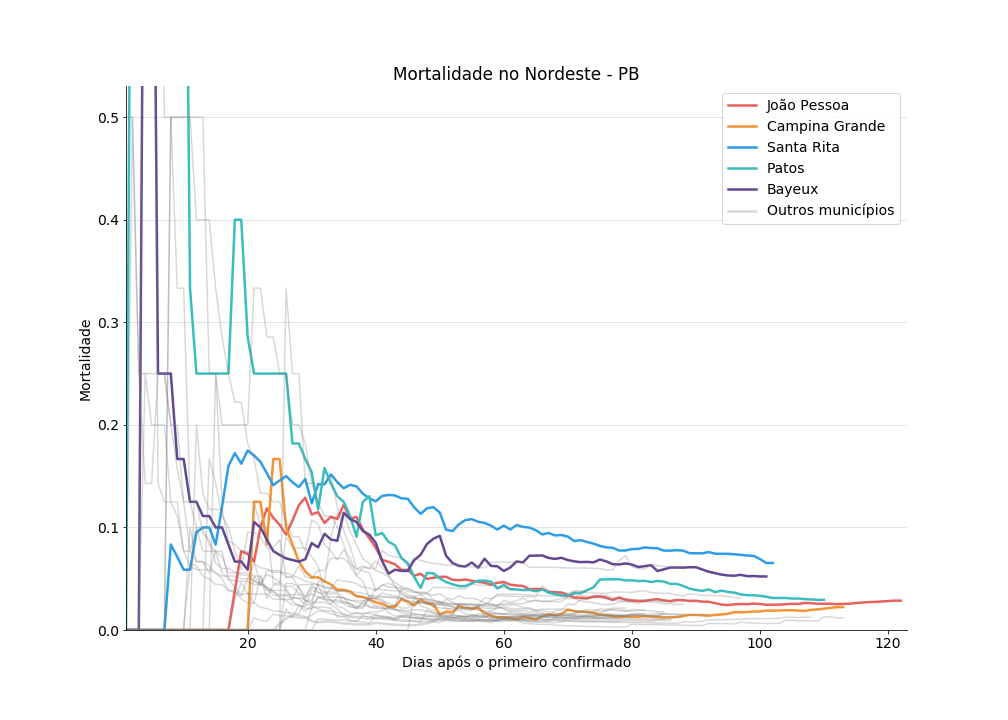 Mortalidade no Nordeste - PB
João Pessoa
Campina Grande
Santa Rita
Patos
Bayeux
Outros municípios
0.5
0.4
0.3
0.2
0.1
0.0
Mortalidade
20
40
60
80
100
120
Dias após o primeiro confirmado